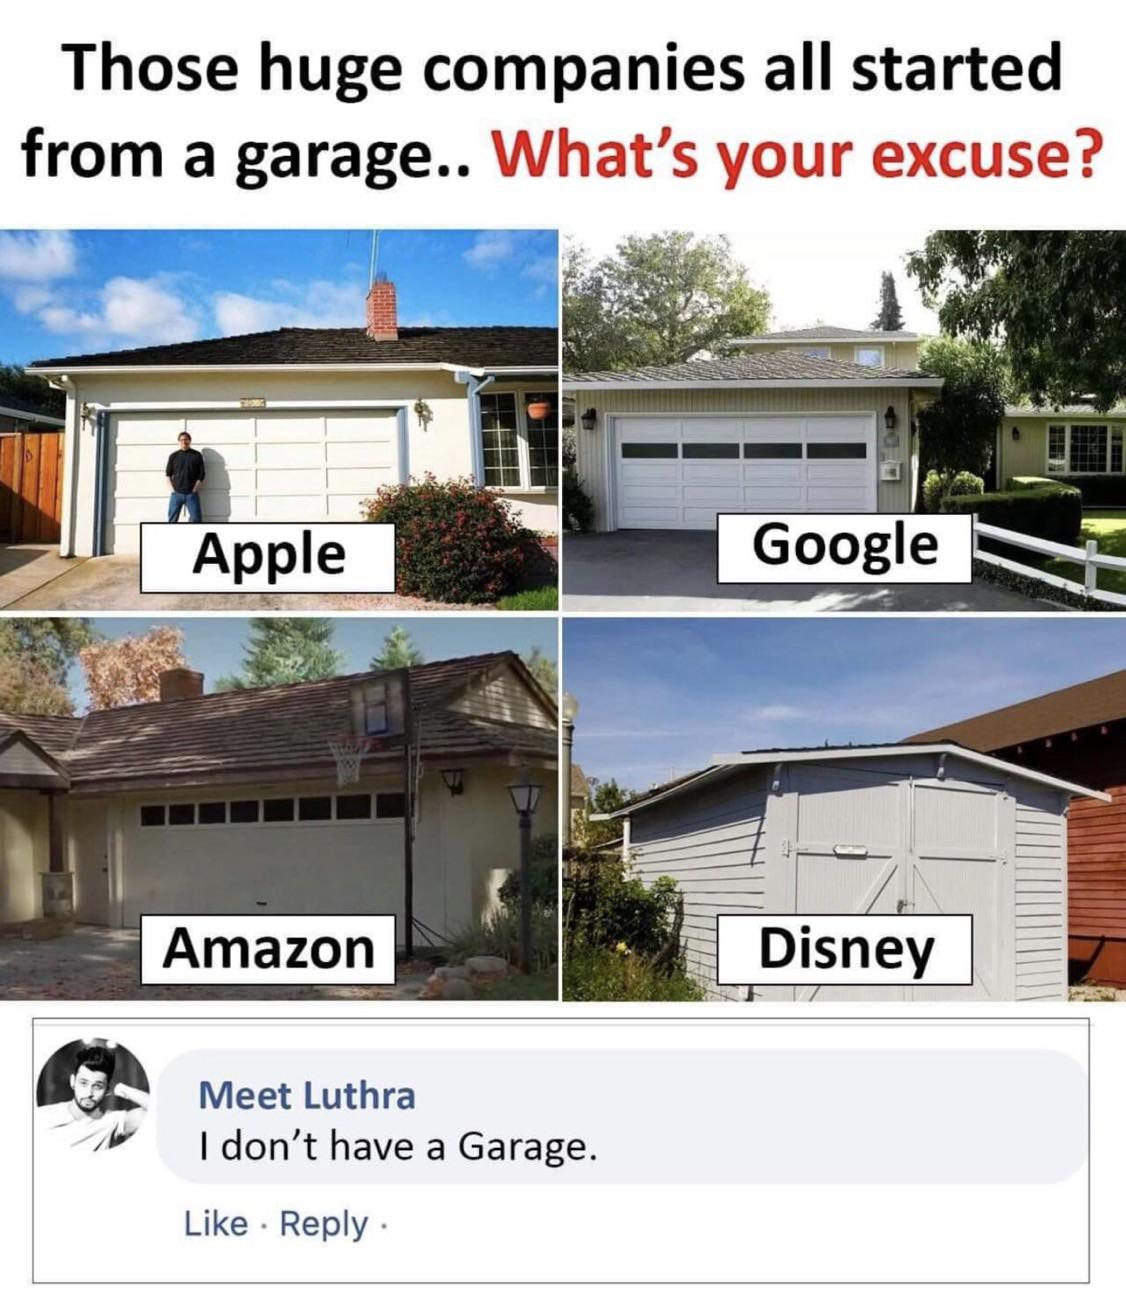 Those huge companies all started
from a garage.. What's your excuse?
Apple
Google
Amazon
Disney
Meet Luthra
I don't have a Garage.
Like · Reply ·